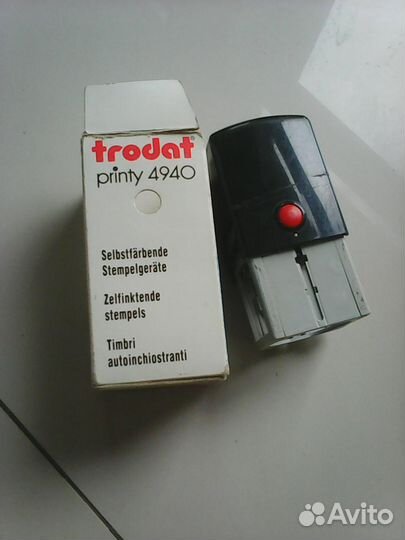 trodat
printy 4940
Selbstfärbende
Stempelgeräte
Zelfinktende
stempels
Timbri
autoinchiostranti
Avito